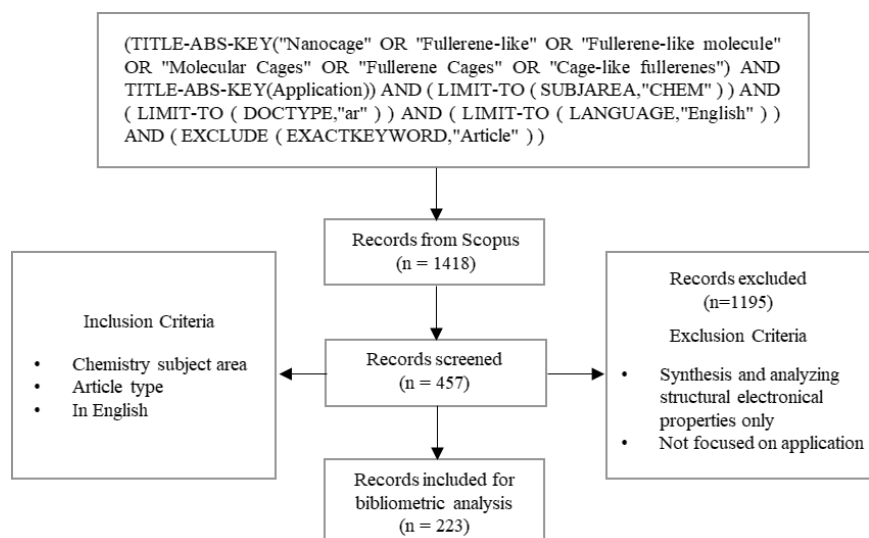 (TITLE-ABS-KEY("Nanocage" OR "Fullerene-like" OR "Fullerene-like molecule"
OR "Molecular Cages" OR "Fullerene Cages" OR "Cage-like fullerenes") AND
TITLE-ABS-KEY(Application)) AND ( LIMIT-TO ( SUBJAREA,"CHEM" ) ) AND
( LIMIT-TO ( DOCTYPE,"ar" ) ) AND ( LIMIT-TO ( LANGUAGE,"English" ) )
AND ( EXCLUDE ( EXACTKEYWORD,"Article" ) )
Records from Scopus
(n = 1418)
Inclusion Criteria
• Chemistry subject area
• Article type
• In English
Records screened
(n = 457)
Records excluded
(n=1195)
Exclusion Criteria
• Synthesis and analyzing
structural electronical
properties only
• Not focused on application
Records included for
bibliometric analysis
(n = 223)